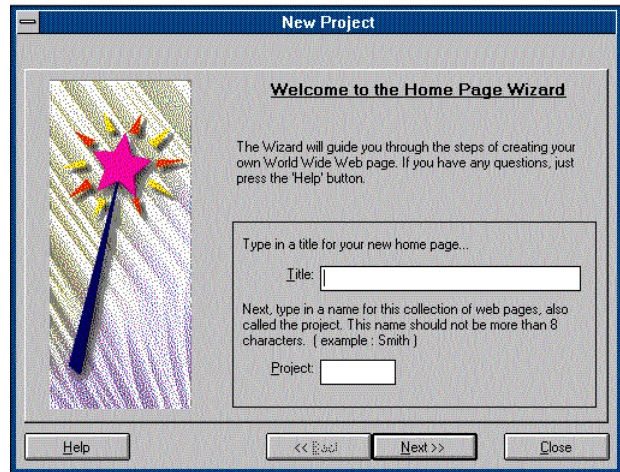 New Project
Welcome to the Home Page Wizard
The Wizard will guide you through the steps of creating your
own World Wide Web page. If you have any questions, just
press the 'Help' button.
Type in a title for your new home page...
Title:
Next, type in a name for this collection of web pages, also
called the project. This name should not be more than 8
characters. ( example : Smith )
Project:
Help
<< Back
Next >>
Close